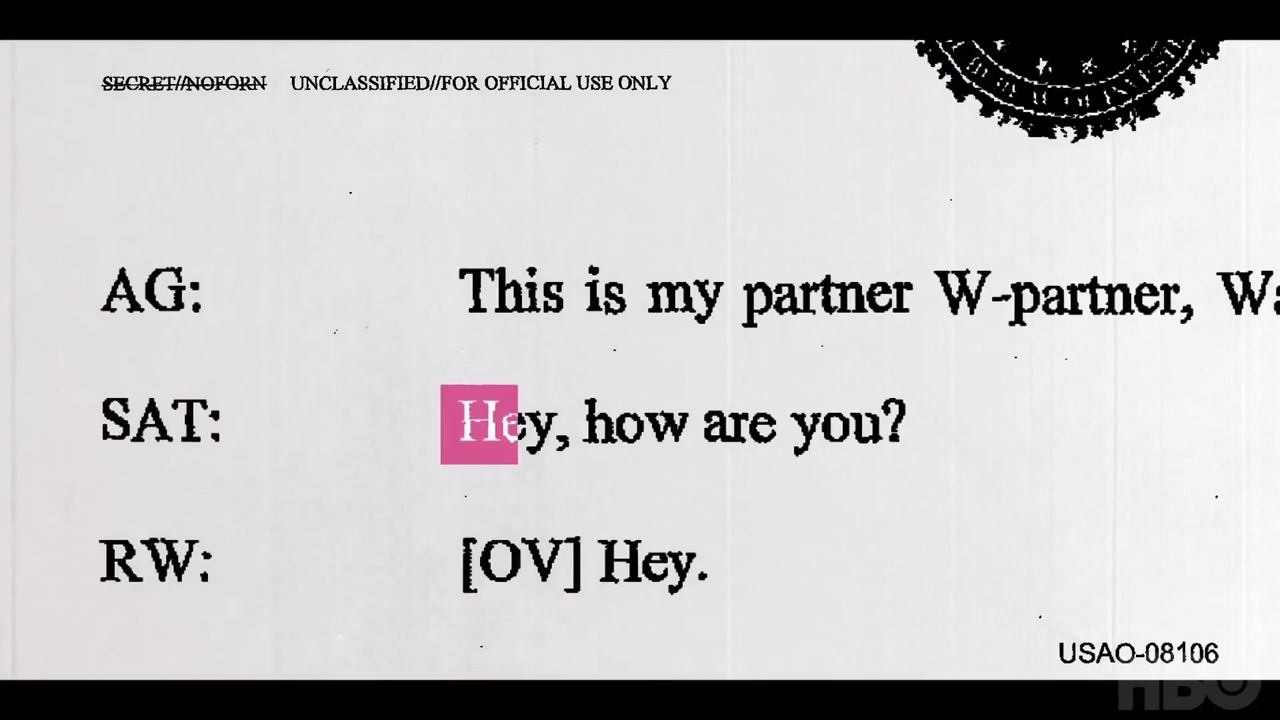 SECRET//NOFORN UNCLASSIFIED//FOR OFFICIAL USE ONLY
AG: This is my partner W-partner,
SAT: Hey, how are you?
RW: [OV] Hey.
USAO-08106
HBO